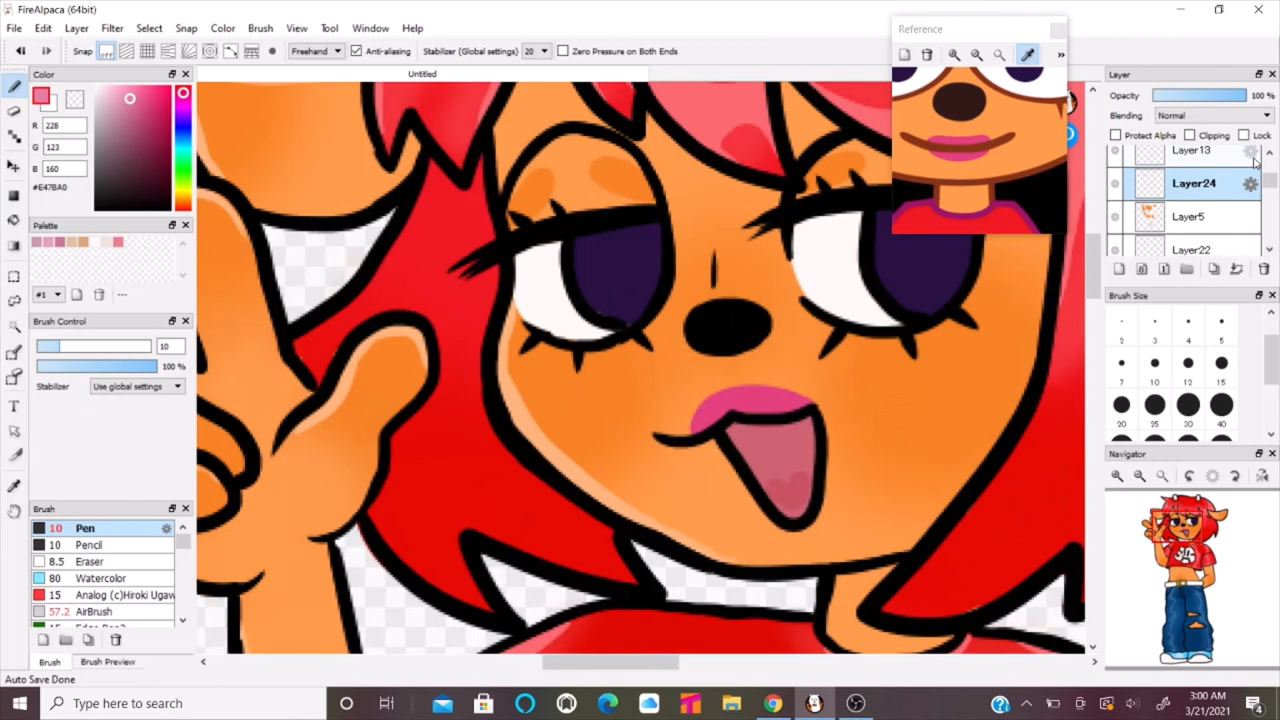 FireAlpaca (64bit)
File Edit Layer Filter Select Snap Color Brush View Tool Window Help
Snap off Freehand Anti-aliasing Stabilizer (Global settings) 20 Zero Pressure on Both Ends
Untitled
Color
R 228
G 123
B 160
#E47BA0
Palette
#1
Brush Control
10
100 %
Stabilizer Use global settings
Brush
10 Pen
10 Pencil
8.5 Eraser
80 Watercolor
15 Analog (c)Hiroki Ugaw
57.2 AirBrush
Brush Brush Preview
Auto Save Done
Reference
Layer
Opacity 100 %
Blending Normal
Protect Alpha Clipping Lock
Layer13
Layer24
Layer5
Layer22
Brush Size
2 3 4 5
7 10 12 15
20 25 30 40
Navigator
Type here to search
3:00 AM
3/21/2021
4